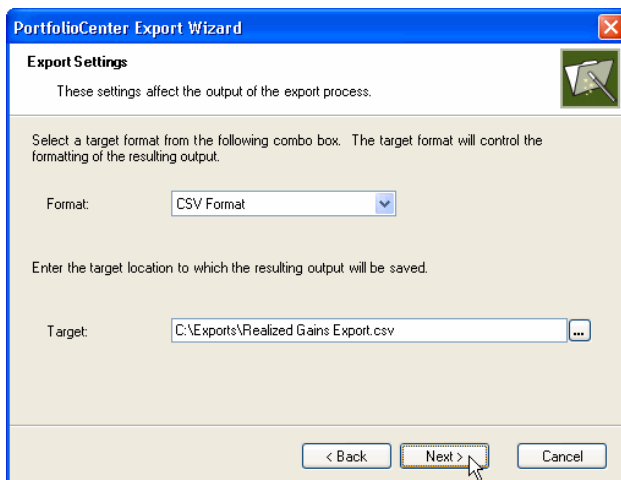 PortfolioCenter Export Wizard
Export Settings
These settings affect the output of the export process.
Select a target format from the following combo box. The target format will control the
formatting of the resulting output.
Format: CSV Format
Enter the target location to which the resulting output will be saved.
Target: C:\Exports\Realized Gains Export.csv ...
< Back Next > Cancel